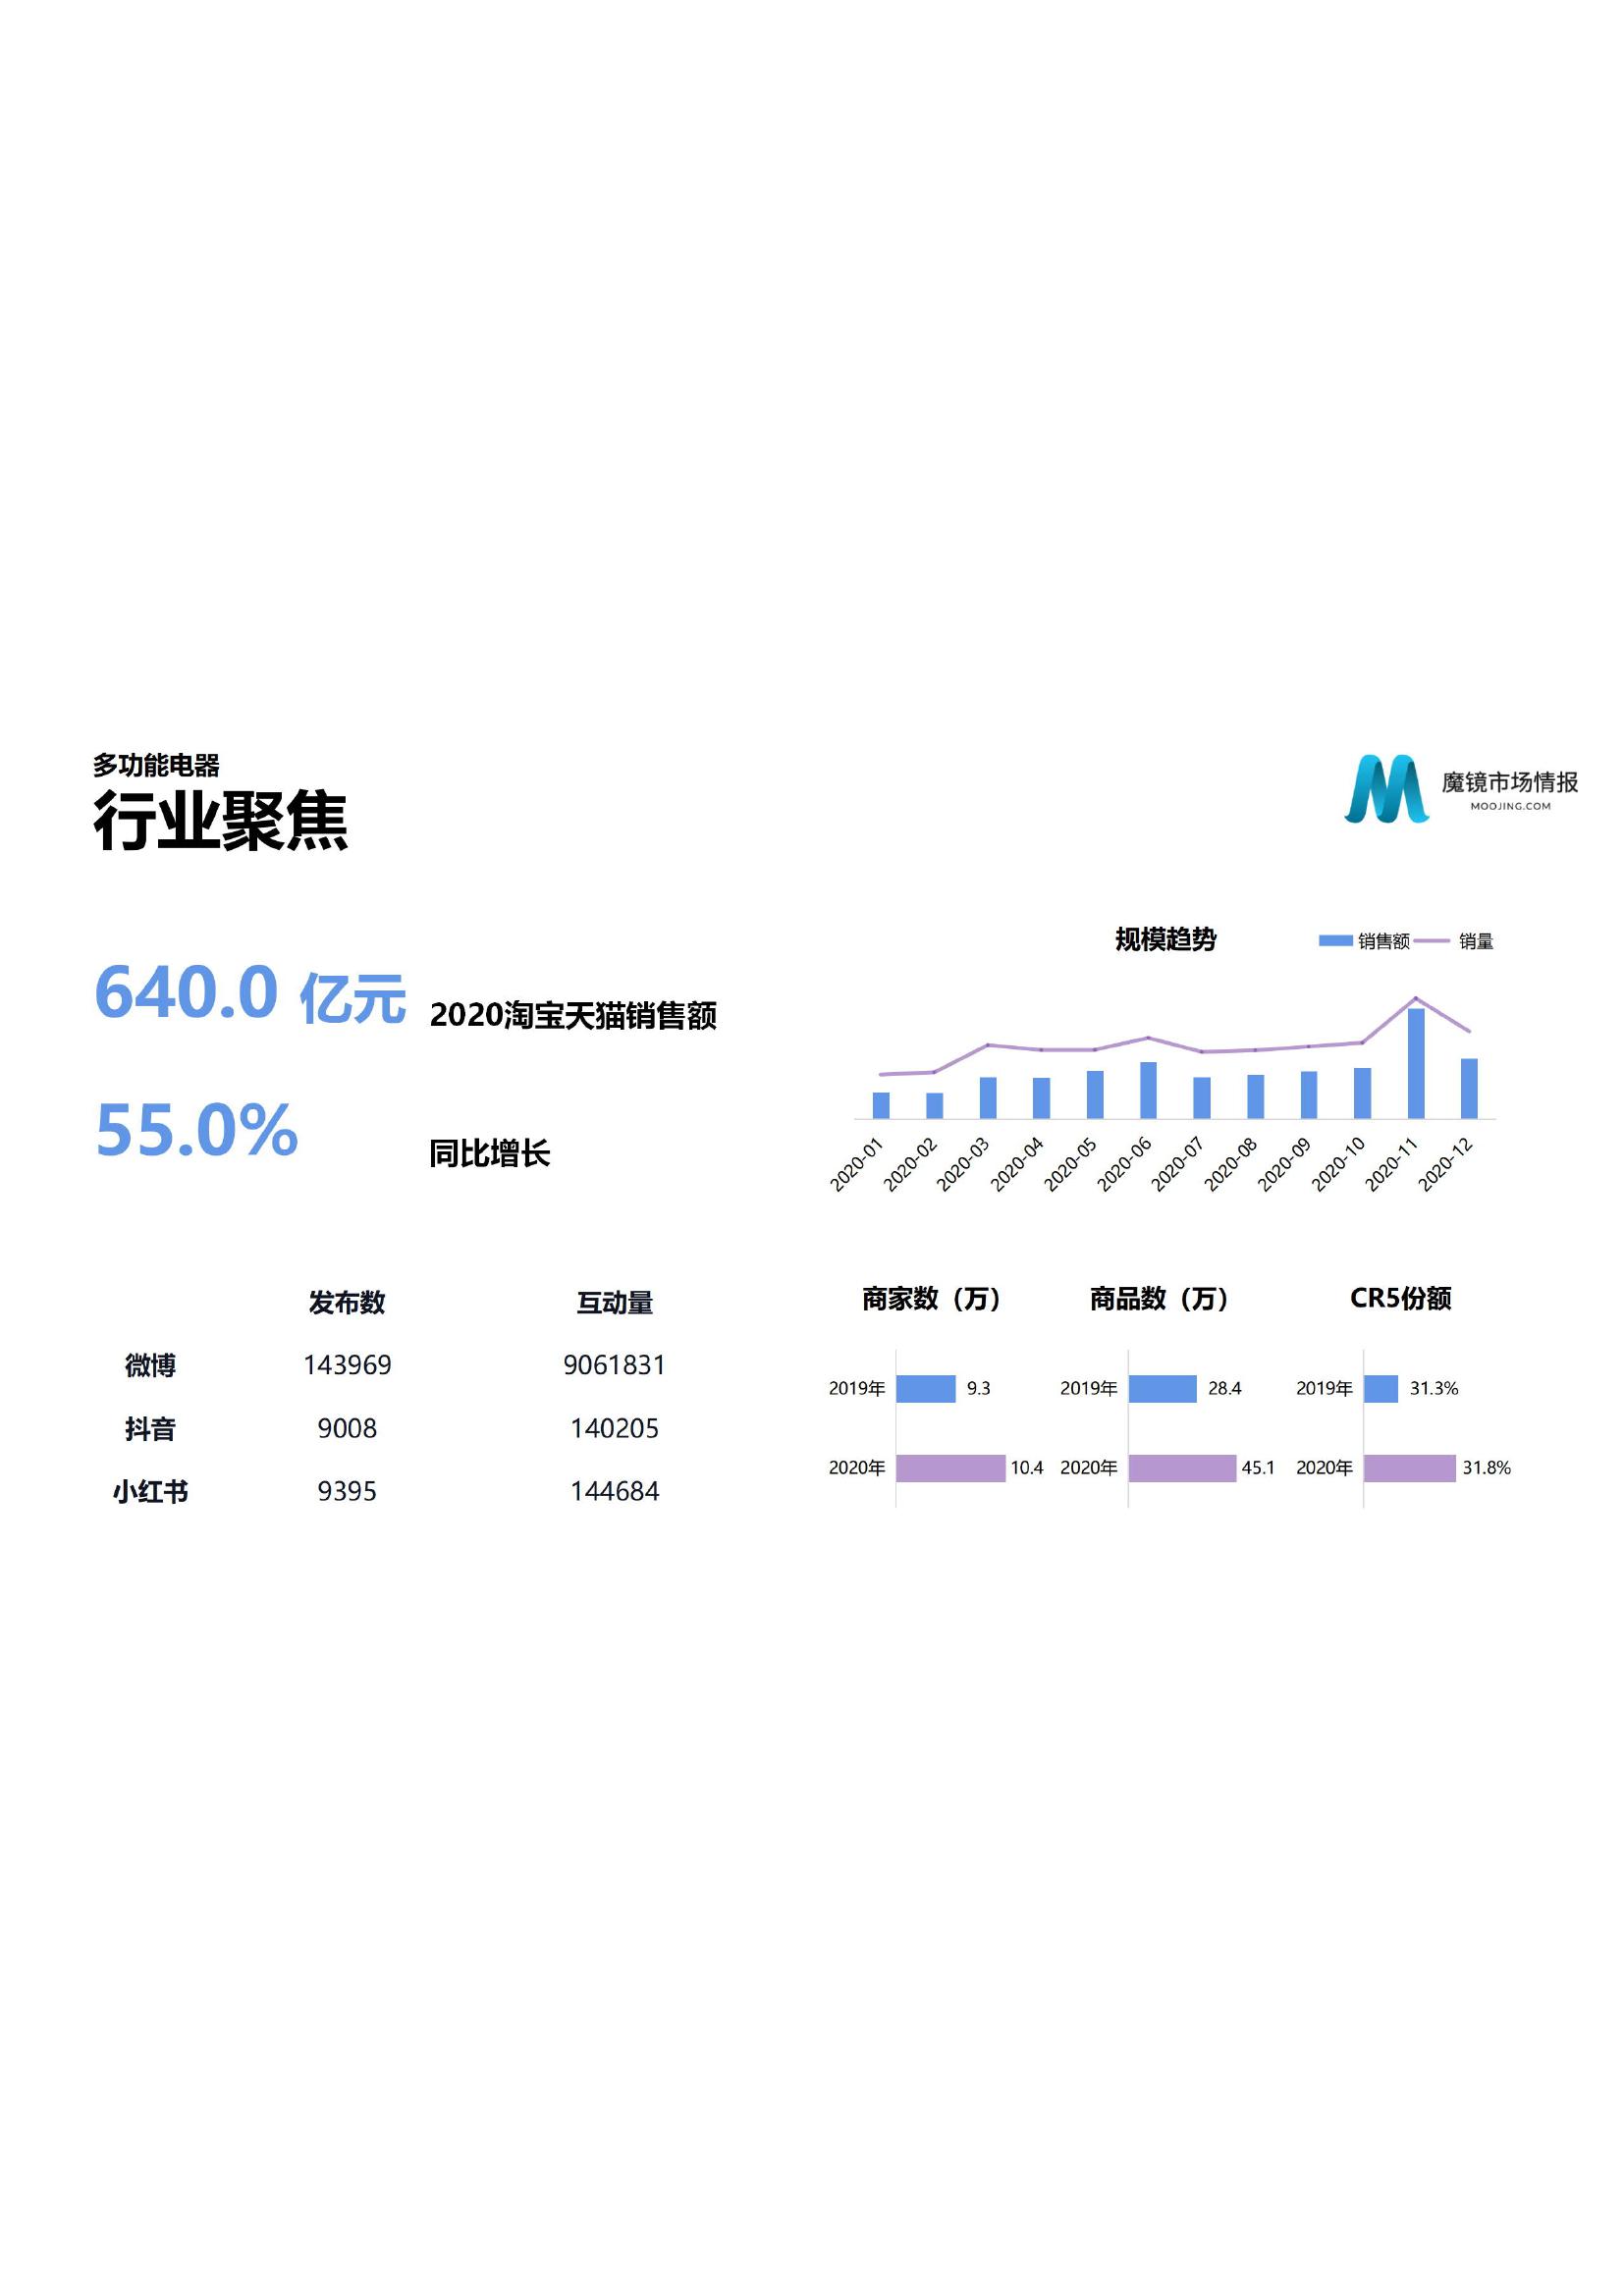 多功能电器
行业聚焦
魔镜市场情报
MOOJING.COM
640.0 亿元 2020淘宝天猫销售额
55.0% 同比增长
规模趋势
销售额 销量
2020-01 2020-02 2020-03 2020-04 2020-05 2020-06 2020-07 2020-08 2020-09 2020-10 2020-11 2020-12
发布数 互动量
微博 143969 9061831
抖音 9008 140205
小红书 9395 144684
商家数（万）
2019年 9.3
2020年 10.4
商品数（万）
2019年 28.4
2020年 45.1
CR5份额
2019年 31.3%
2020年 31.8%